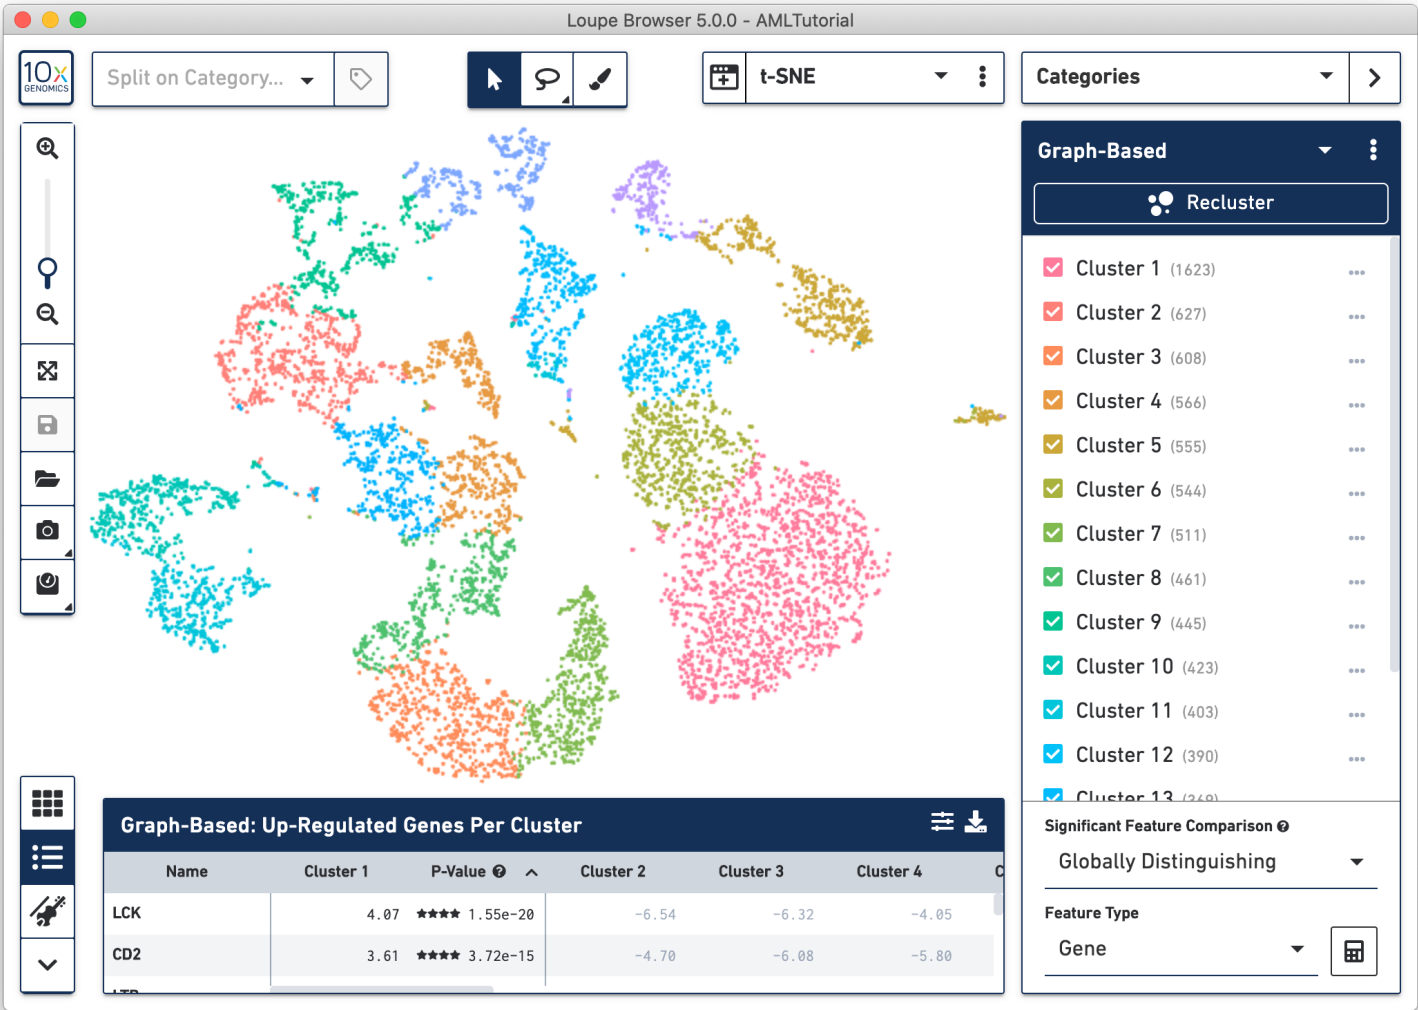 Loupe Browser 5.0.0 - AMLTutorial
10x
GENOMICS
Split on Category...
t-SNE
Categories
Graph-Based
Recluster
Cluster 1 (1623)
Cluster 2 (627)
Cluster 3 (608)
Cluster 4 (566)
Cluster 5 (555)
Cluster 6 (544)
Cluster 7 (511)
Cluster 8 (461)
Cluster 9 (445)
Cluster 10 (423)
Cluster 11 (403)
Cluster 12 (390)
Cluster 13 (369)
Significant Feature Comparison ?
Globally Distinguishing
Feature Type
Gene
Graph-Based: Up-Regulated Genes Per Cluster
Name Cluster 1 P-Value ? Cluster 2 Cluster 3 Cluster 4 C
LCK 4.07 ★★★★ 1.55e-20 -6.54 -6.32 -4.05
CD2 3.61 ★★★★ 3.72e-15 -4.70 -6.08 -5.80
LTB